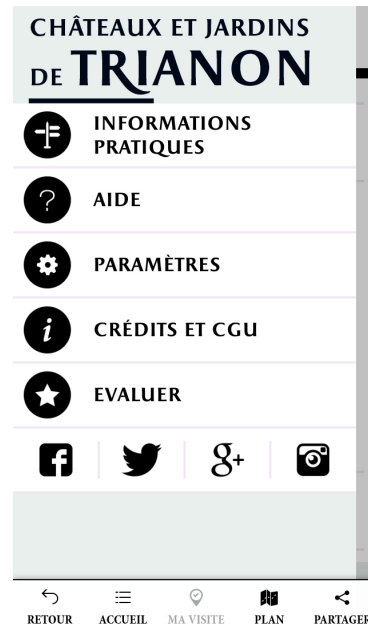 CHÂTEAUX ET JARDINS
DE TRIANON
INFORMATIONS
PRATIQUES
AIDE
PARAMÈTRES
CRÉDITS ET CGU
EVALUER
RETOUR ACCUEIL MA VISITE PLAN PARTAGER